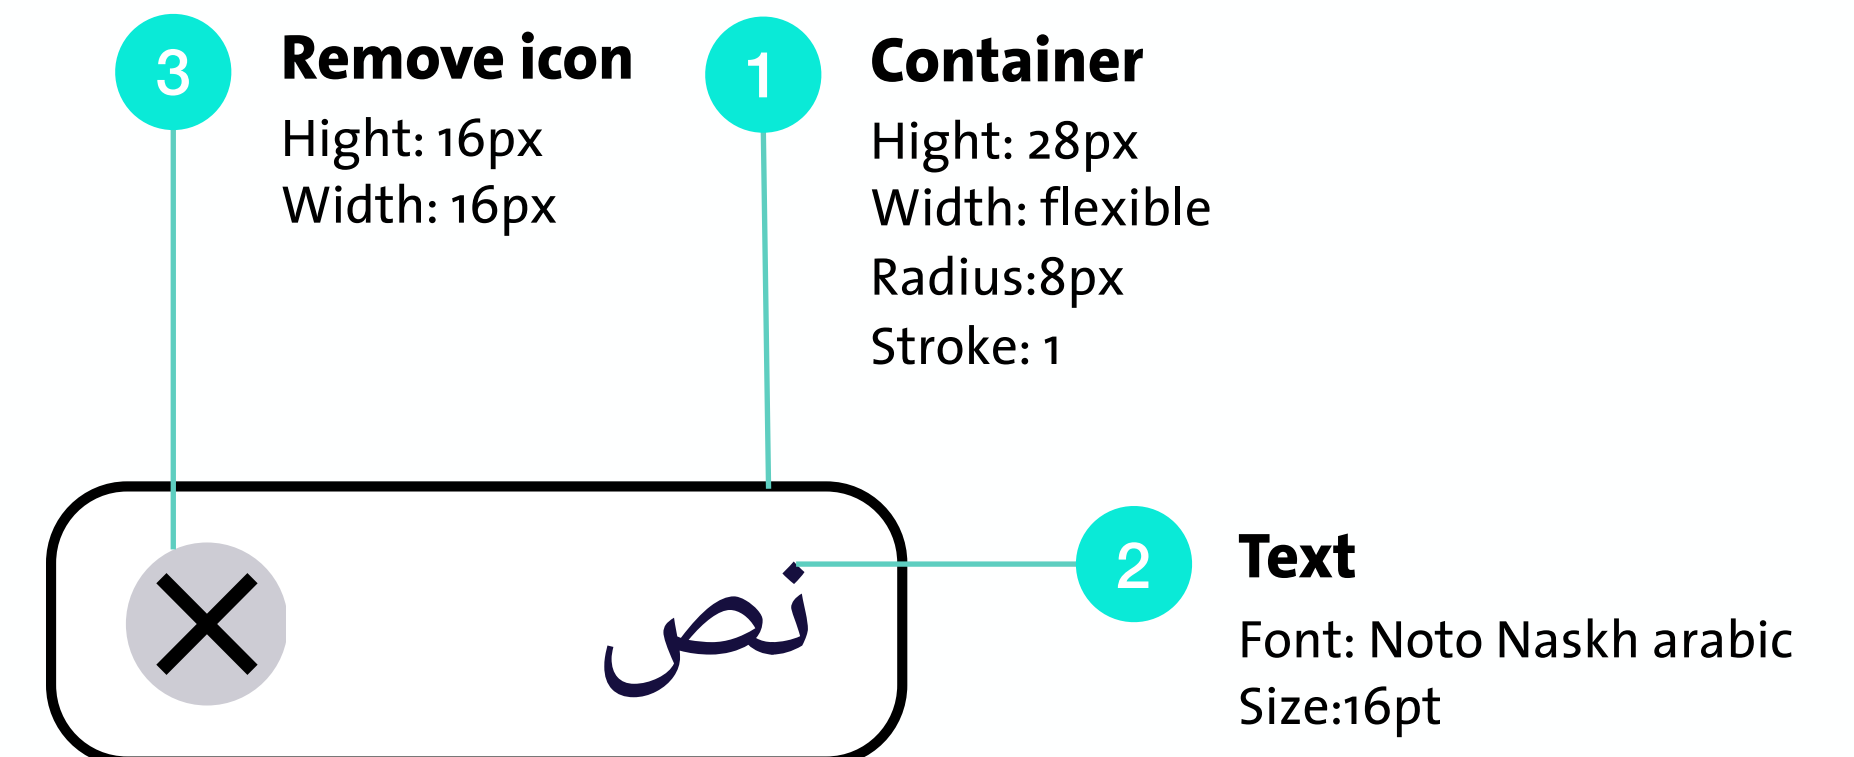 3
Remove icon
Hight: 16px
Width: 16px
1
Container
Hight: 28px
Width: flexible
Radius:8px
Stroke: 1
نص
2
Text
Font: Noto Naskh arabic
Size:16pt